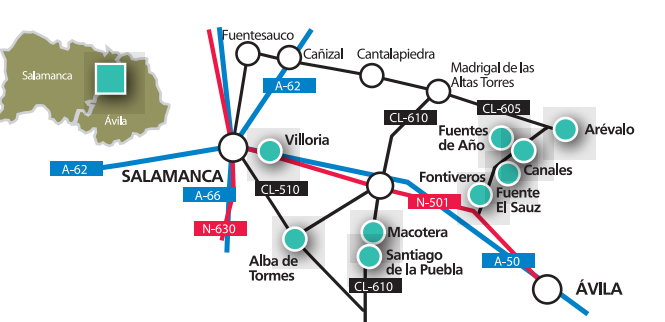 Fuentesauco
Cañizal
Cantalapiedra
Madrigal de las
Altas Torres
Salamanca
Ávila
A-62
CL-610
CL-605
Villoria
Fuentes
de Año
Arévalo
A-62
SALAMANCA
CL-510
A-66
N-630
Fontiveros
Canales
Fuente
El Sauz
N-501
Alba de
Tormes
Macotera
Santiago
de la Puebla
A-50
CL-610
ÁVILA